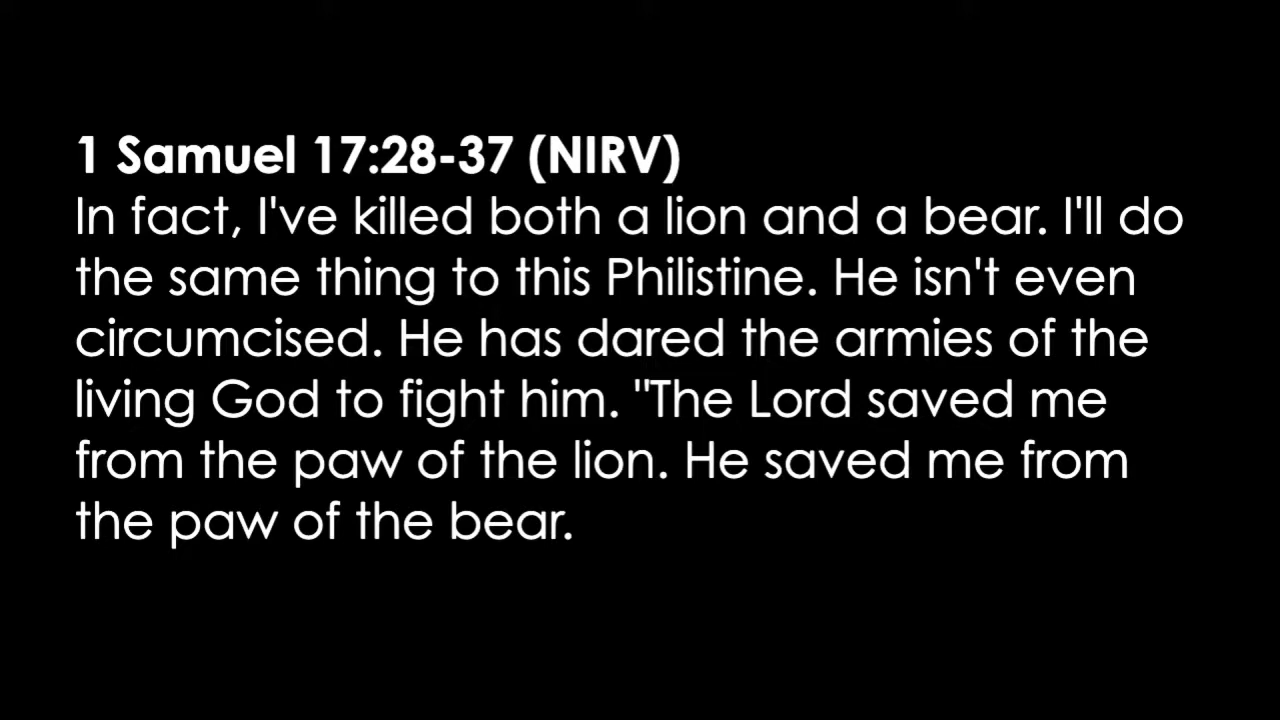 1 Samuel 17:28-37 (NIRV)
In fact, I've killed both a lion and a bear. I'll do
the same thing to this Philistine. He isn't even
circumcised. He has dared the armies of the
living God to fight him. "The Lord saved me
from the paw of the lion. He saved me from
the paw of the bear.